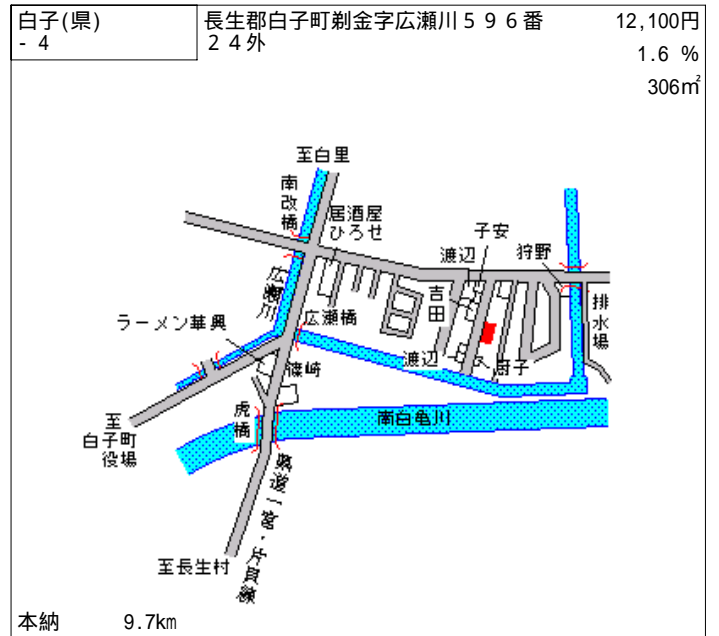 白子(県)
- 4
長生郡白子町剃金字広瀬川５９６番
２４外
12,100円
1.6 %
306㎡
至白里
南改橋
居酒屋
ひろせ
子安
渡辺
狩野
広瀬川
吉田
排水場
広瀬橋
ラーメン華興
渡辺
厨子
篠崎
至
白子町
役場
虎橋
南白亀川
県道一宮・片貝線
至長生村
本納
9.7km